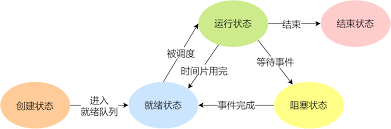 运行状态
结束
结束状态
被调度
时间片用完
等待事件
创建状态
进入
就绪队列
就绪状态
事件完成
阻塞状态